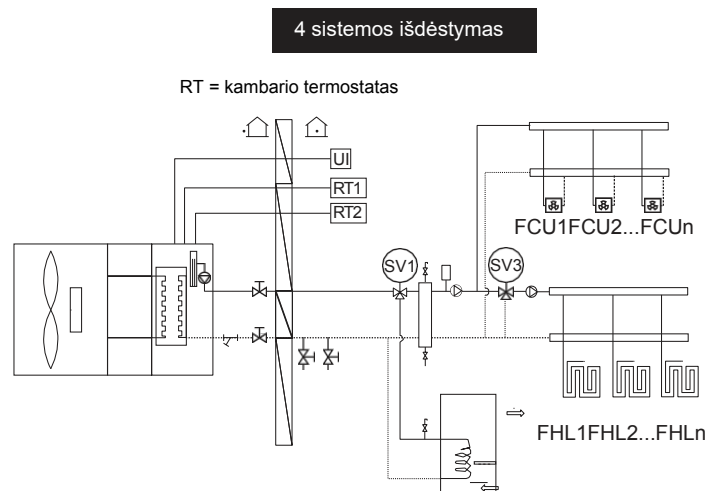 4 sistemos išdėstymas
RT = kambario termostatas
UI
RT1
RT2
FCU1FCU2...FCUn
SV1
SV3
FHL1FHL2...FHLn